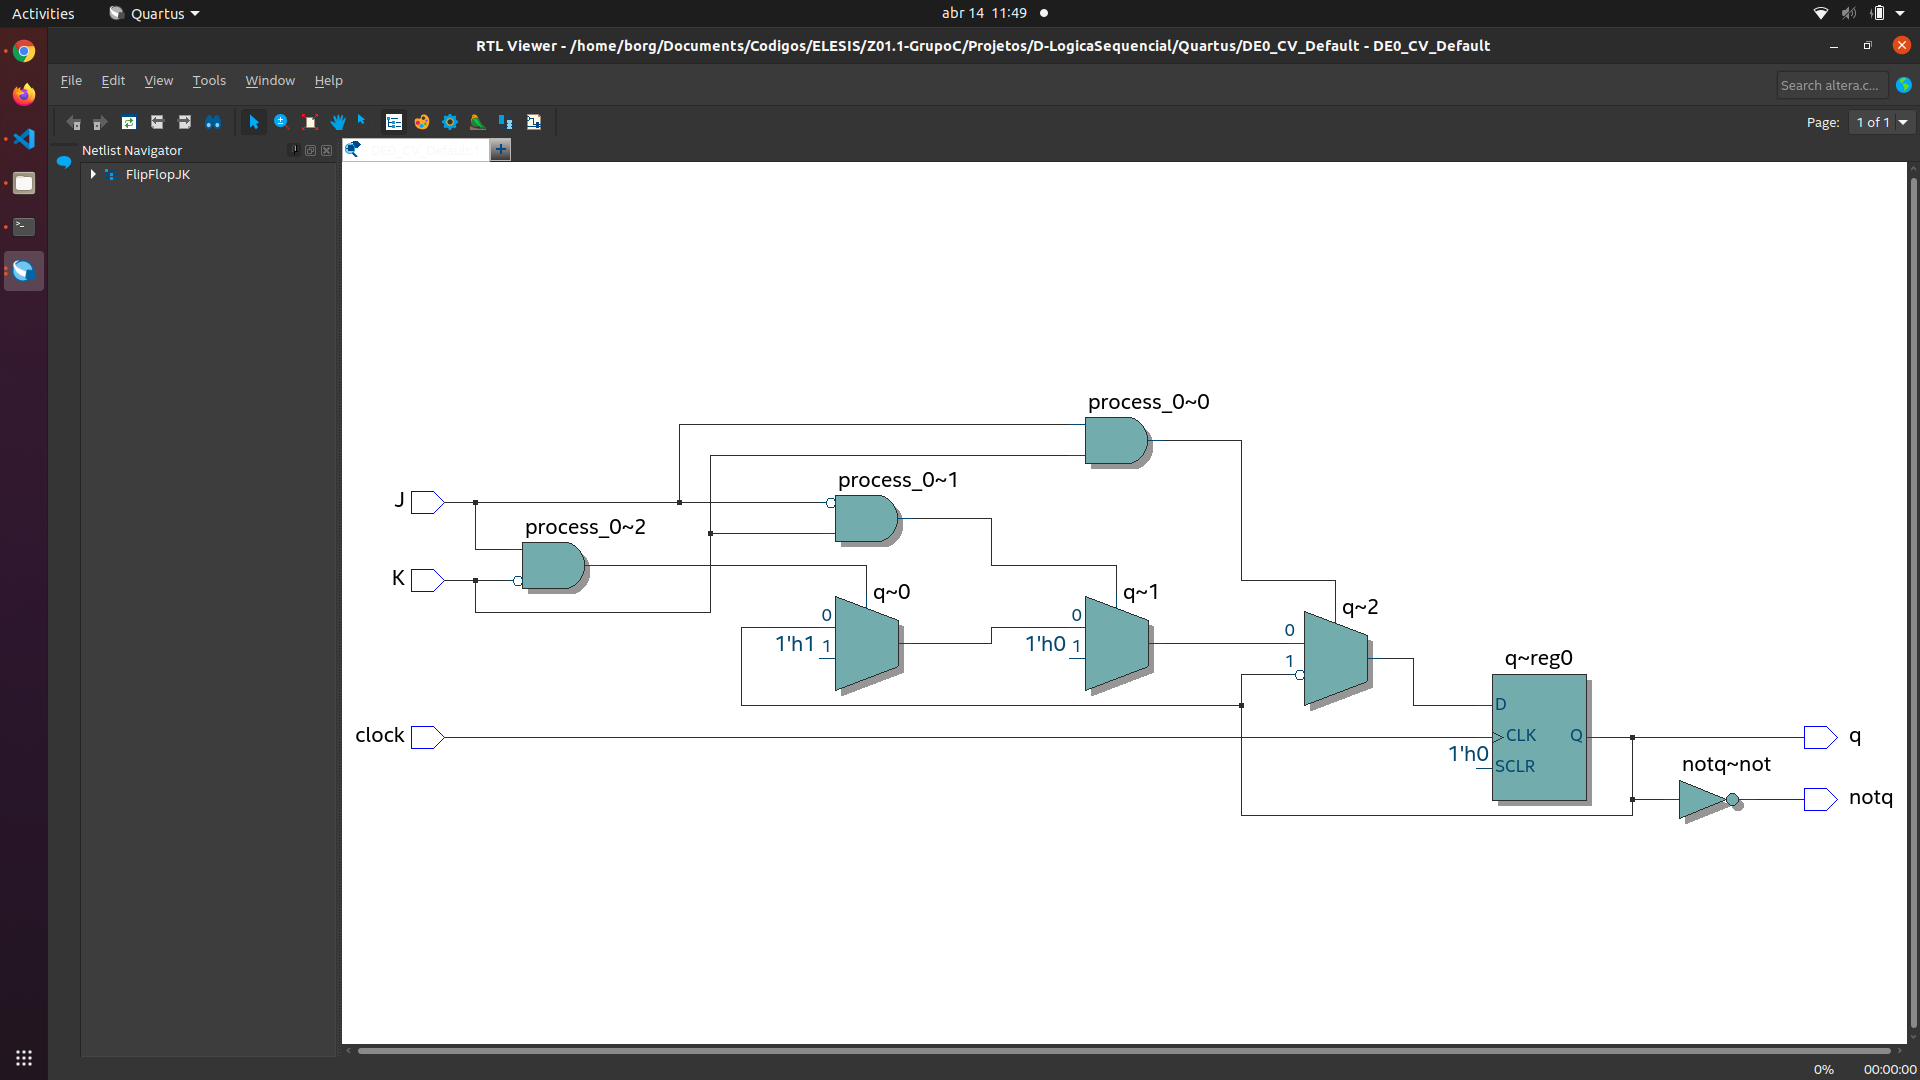 Activities
Quartus
abr 14 11:49
RTL Viewer - /home/borg/Documents/Codigos/ELESIS/Z01.1-GrupoC/Projetos/D-LogicaSequencial/Quartus/DE0_CV_Default - DE0_CV_Default
File Edit View Tools Window Help
Search altera.c...
Page: 1 of 1
Netlist Navigator
FlipFlopJK
process_0~0
process_0~1
J
process_0~2
K
q~0
q~1
q~2
0
1'h1 1
0
1'h0 1
0
1
q~reg0
D
clock
CLK
Q
q
1'h0
SCLR
notq~not
notq
0%
00:00:00